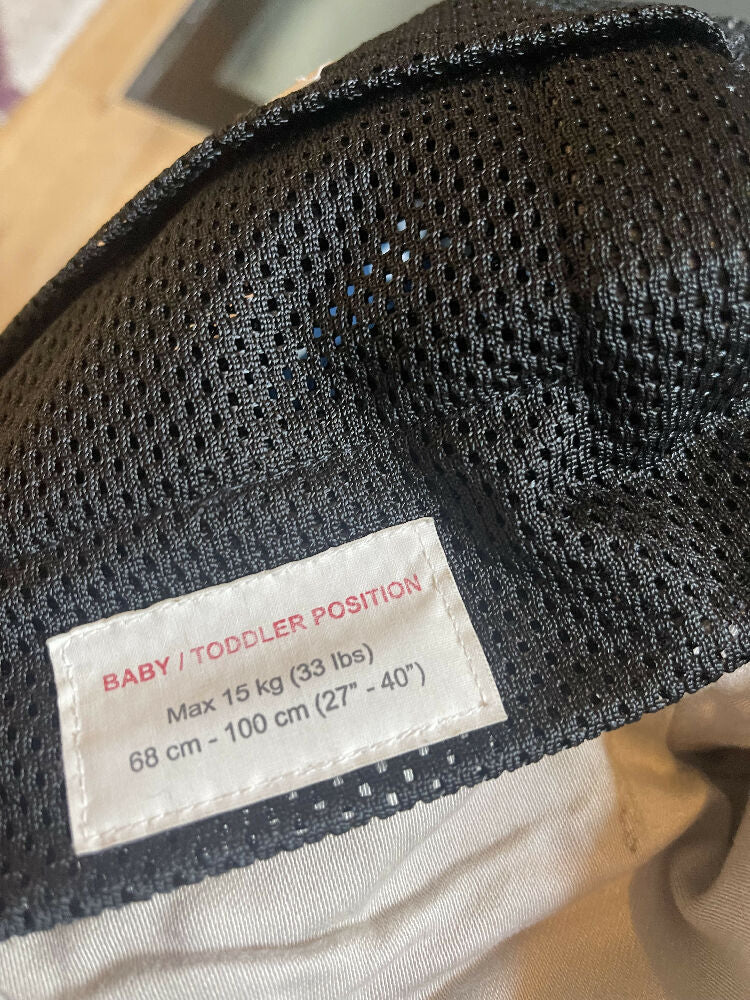 BABY / TODDLER POSITION
Max 15 kg (33 lbs)
68 cm - 100 cm (27” - 40”)